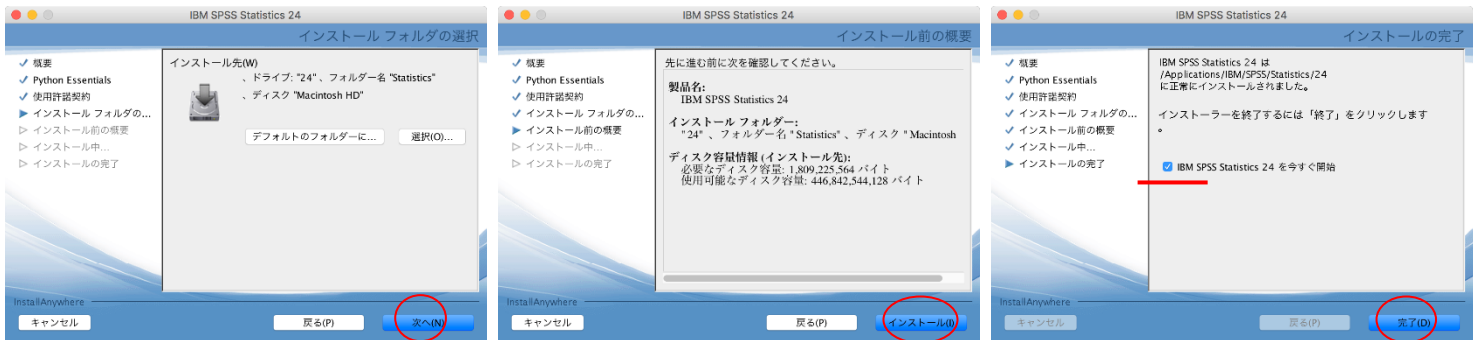 IBM SPSS Statistics 24
インストール フォルダの選択
概要
Python Essentials
使用許諾契約
インストール フォルダの...
インストール前の概要
インストール中...
インストールの完了
インストール先(W)
、ドライブ: "24" 、フォルダー名 "Statistics"
、ディスク "Macintosh HD"
デフォルトのフォルダーに...
選択(O)...
InstallAnywhere
キャンセル
戻る(P)
次へ(N)
IBM SPSS Statistics 24
インストール前の概要
概要
Python Essentials
使用許諾契約
インストール フォルダの...
インストール前の概要
インストール中...
インストールの完了
先に進む前に次を確認してください。
製品名:
IBM SPSS Statistics 24
インストール フォルダー:
"24" 、フォルダー名 "Statistics" 、ディスク "Macintosh
ディスク容量情報 (インストール先):
必要なディスク容量: 1,809,225,564 バイト
使用可能なディスク容量: 446,842,544,128 バイト
InstallAnywhere
キャンセル
戻る(P)
インストール(I)
IBM SPSS Statistics 24
インストールの完了
概要
Python Essentials
使用許諾契約
インストール フォルダの...
インストール前の概要
インストール中...
インストールの完了
IBM SPSS Statistics 24 は
/Applications/IBM/SPSS/Statistics/24
に正常にインストールされました。
インストーラーを終了するには「終了」をクリックします
。
IBM SPSS Statistics 24 を今すぐ開始
InstallAnywhere
キャンセル
戻る(P)
完了(D)